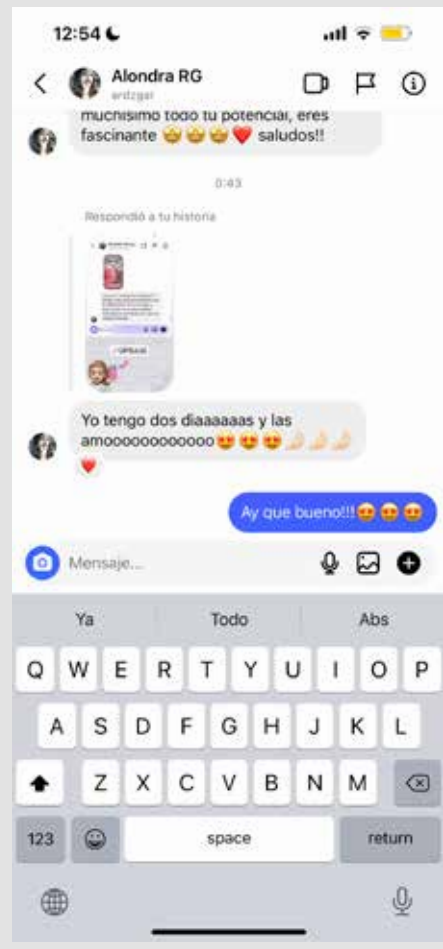 12:54
Alondra RG
ardzgar
muchísimo todo tu potencial, eres
fascinante 🤩🤩🤩❤️ saludos!!
0:43
Respondió a tu historia
Yo tengo dos diaaaaaas y las
amoooooooooooo😍😍😍🤌🏻🤌🏻🤌🏻
Ay que bueno!!!😍😍😍
Mensaje...
Ya Todo Abs
Q W E R T Y U I O P
A S D F G H J K L
Z X C V B N M
123 space return